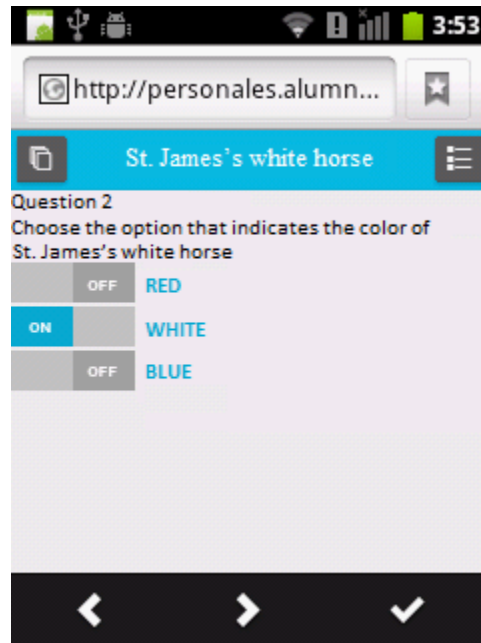 3:53
http://personales.alumn...
St. James's white horse
Question 2
Choose the option that indicates the color of
St. James's white horse
OFF RED
ON WHITE
OFF BLUE